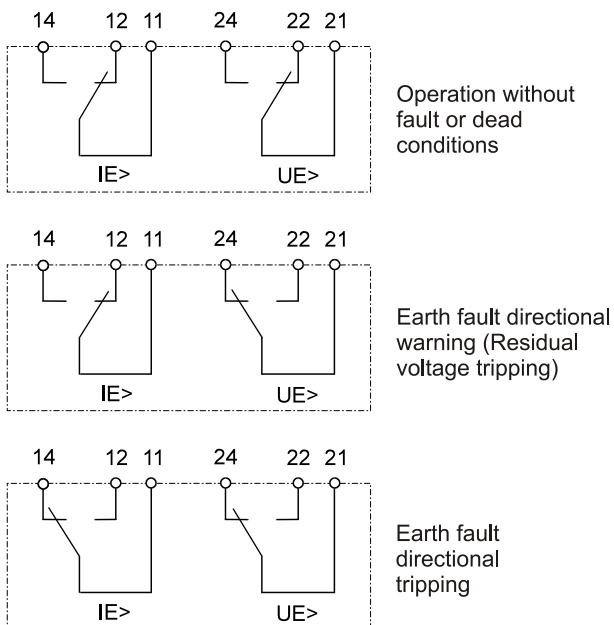 14 12 11 24 22 21
Operation without
fault or dead
conditions
IE> UE>
14 12 11 24 22 21
Earth fault directional
warning (Residual
voltage tripping)
IE> UE>
14 12 11 24 22 21
Earth fault
directional
tripping
IE> UE>